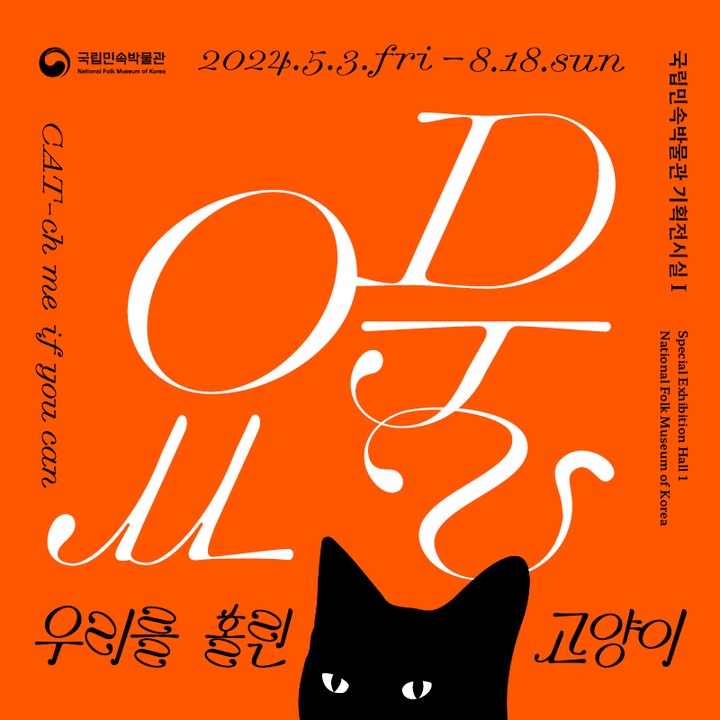 국립민속박물관
National Folk Museum of Korea
2024.5.3.fri – 8.18.sun
CAT-ch me if you can
요물
우리를 홀린 고양이
국립민속박물관 기획전시실 I
Special Exhibition Hall 1
National Folk Museum of Korea